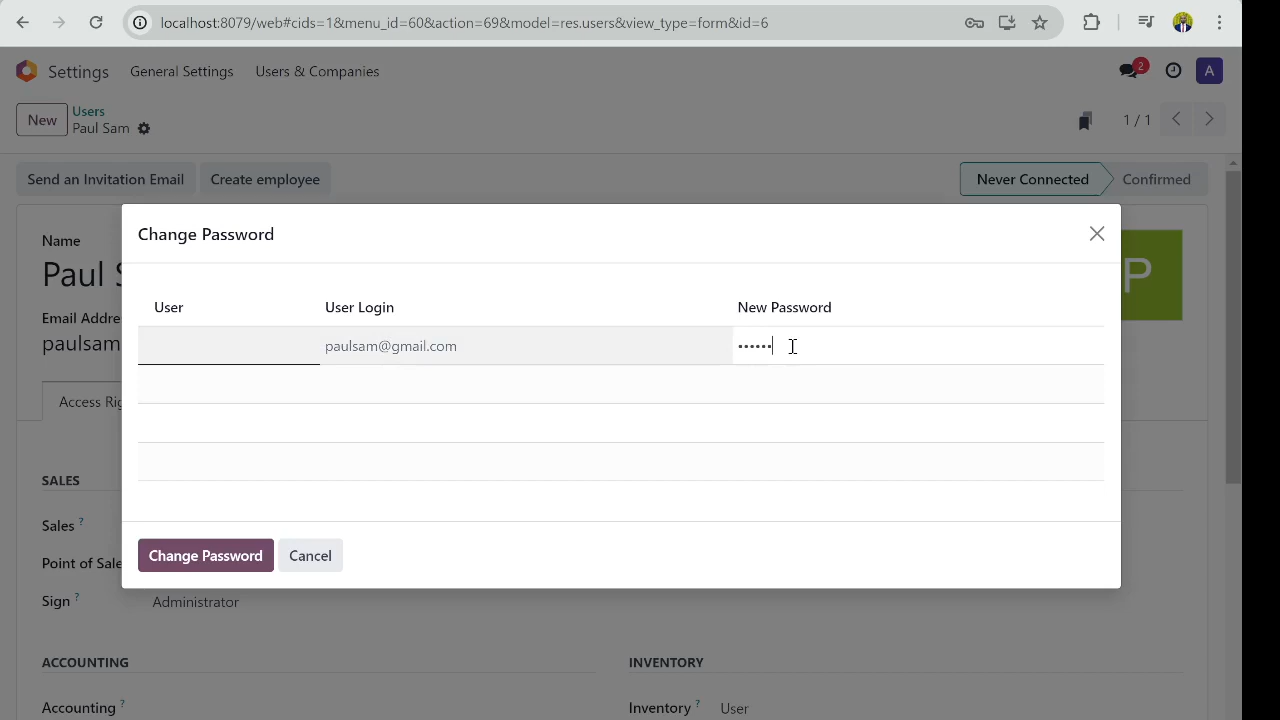 localhost:8079/web#cids=1&menu_id=60&action=69&model=res.users&view_type=form&id=6
Settings General Settings Users & Companies 2 A
New Users
Paul Sam 1 / 1
Send an Invitation Email Create employee Never Connected Confirmed
Change Password
Name
Paul S P
User User Login New Password
Email Addre
paulsam
paulsam@gmail.com ••••••
Access Rig
SALES
Sales ?
Point of Sale
Change Password Cancel
Sign ? Administrator
ACCOUNTING INVENTORY
Accounting ? Inventory ? User